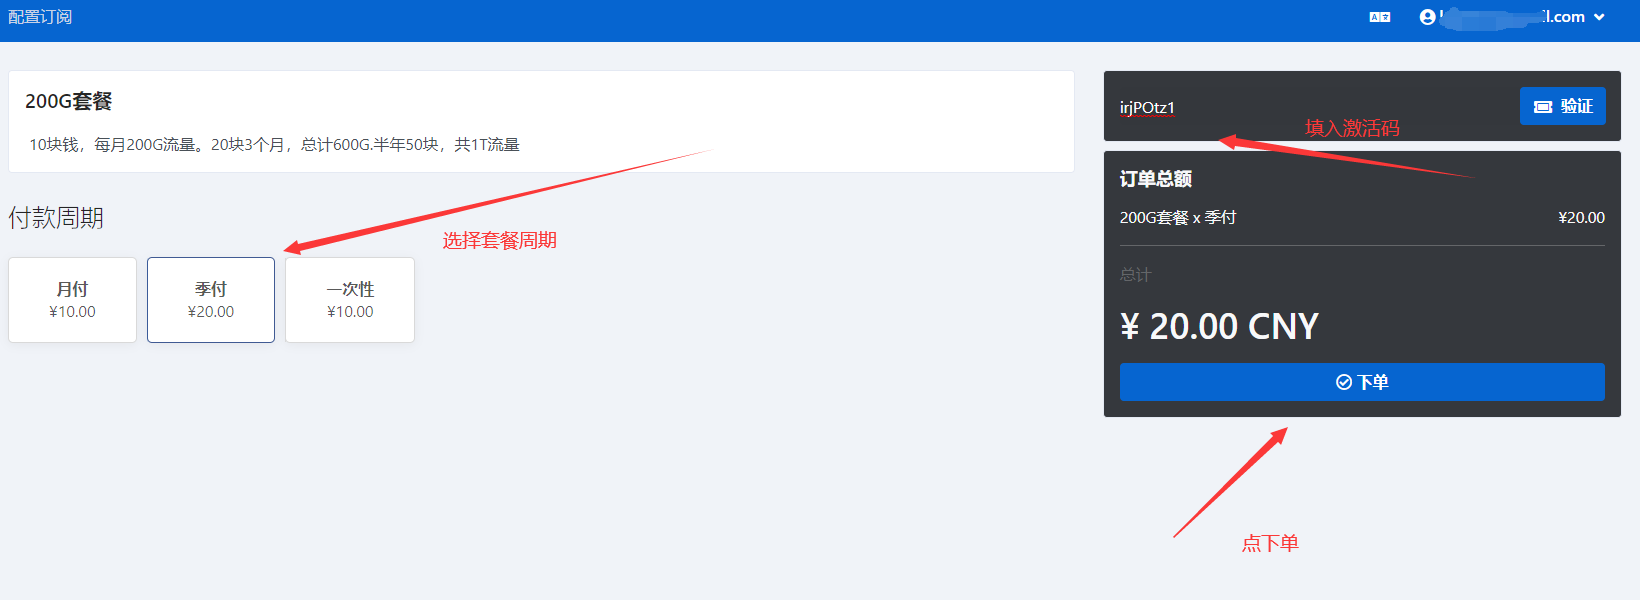 配置订阅
l.com
200G套餐
10块钱，每月200G流量。20块3个月，总计600G.半年50块，共1T流量
付款周期
选择套餐周期
月付
¥10.00
季付
¥20.00
一次性
¥10.00
irjPOtz1
验证
填入激活码
订单总额
200G套餐 x 季付
¥20.00
总计
¥ 20.00 CNY
下单
点下单